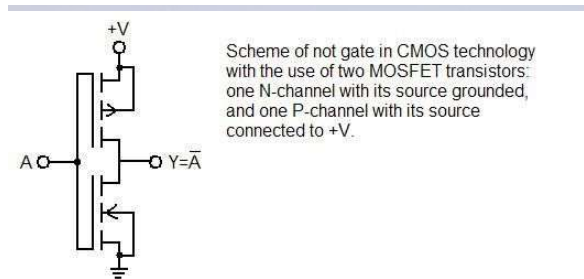 +V
Scheme of not gate in CMOS technology
with the use of two MOSFET transistors:
one N-channel with its source grounded,
and one P-channel with its source
connected to +V.
A
Y=A̅